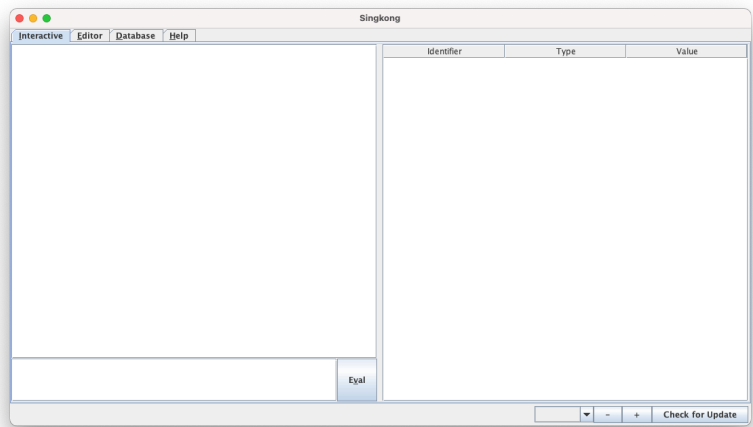 Singkong
Interactive Editor Database Help
Identifier Type Value
Eval
- + Check for Update